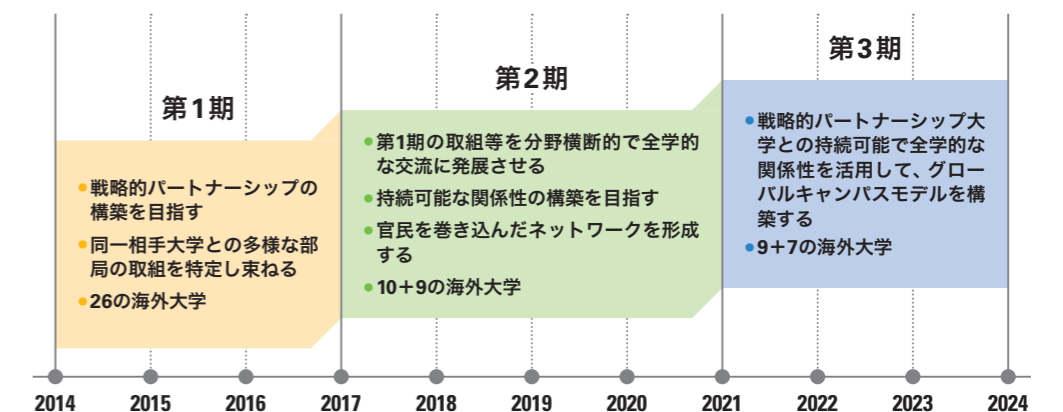 第1期
●戦略的パートナーシップの
構築を目指す
●同一相手大学との多様な部
局の取組を特定し束ねる
●26の海外大学
第2期
●第1期の取組等を分野横断的で全学的
な交流に発展させる
●持続可能な関係性の構築を目指す
●官民を巻き込んだネットワークを形成
する
●10+9の海外大学
第3期
●戦略的パートナーシップ大
学との持続可能で全学的な
関係性を活用して、グロー
バルキャンパスモデルを構
築する
●9+7の海外大学
2014 2015 2016 2017 2018 2019 2020 2021 2022 2023 2024